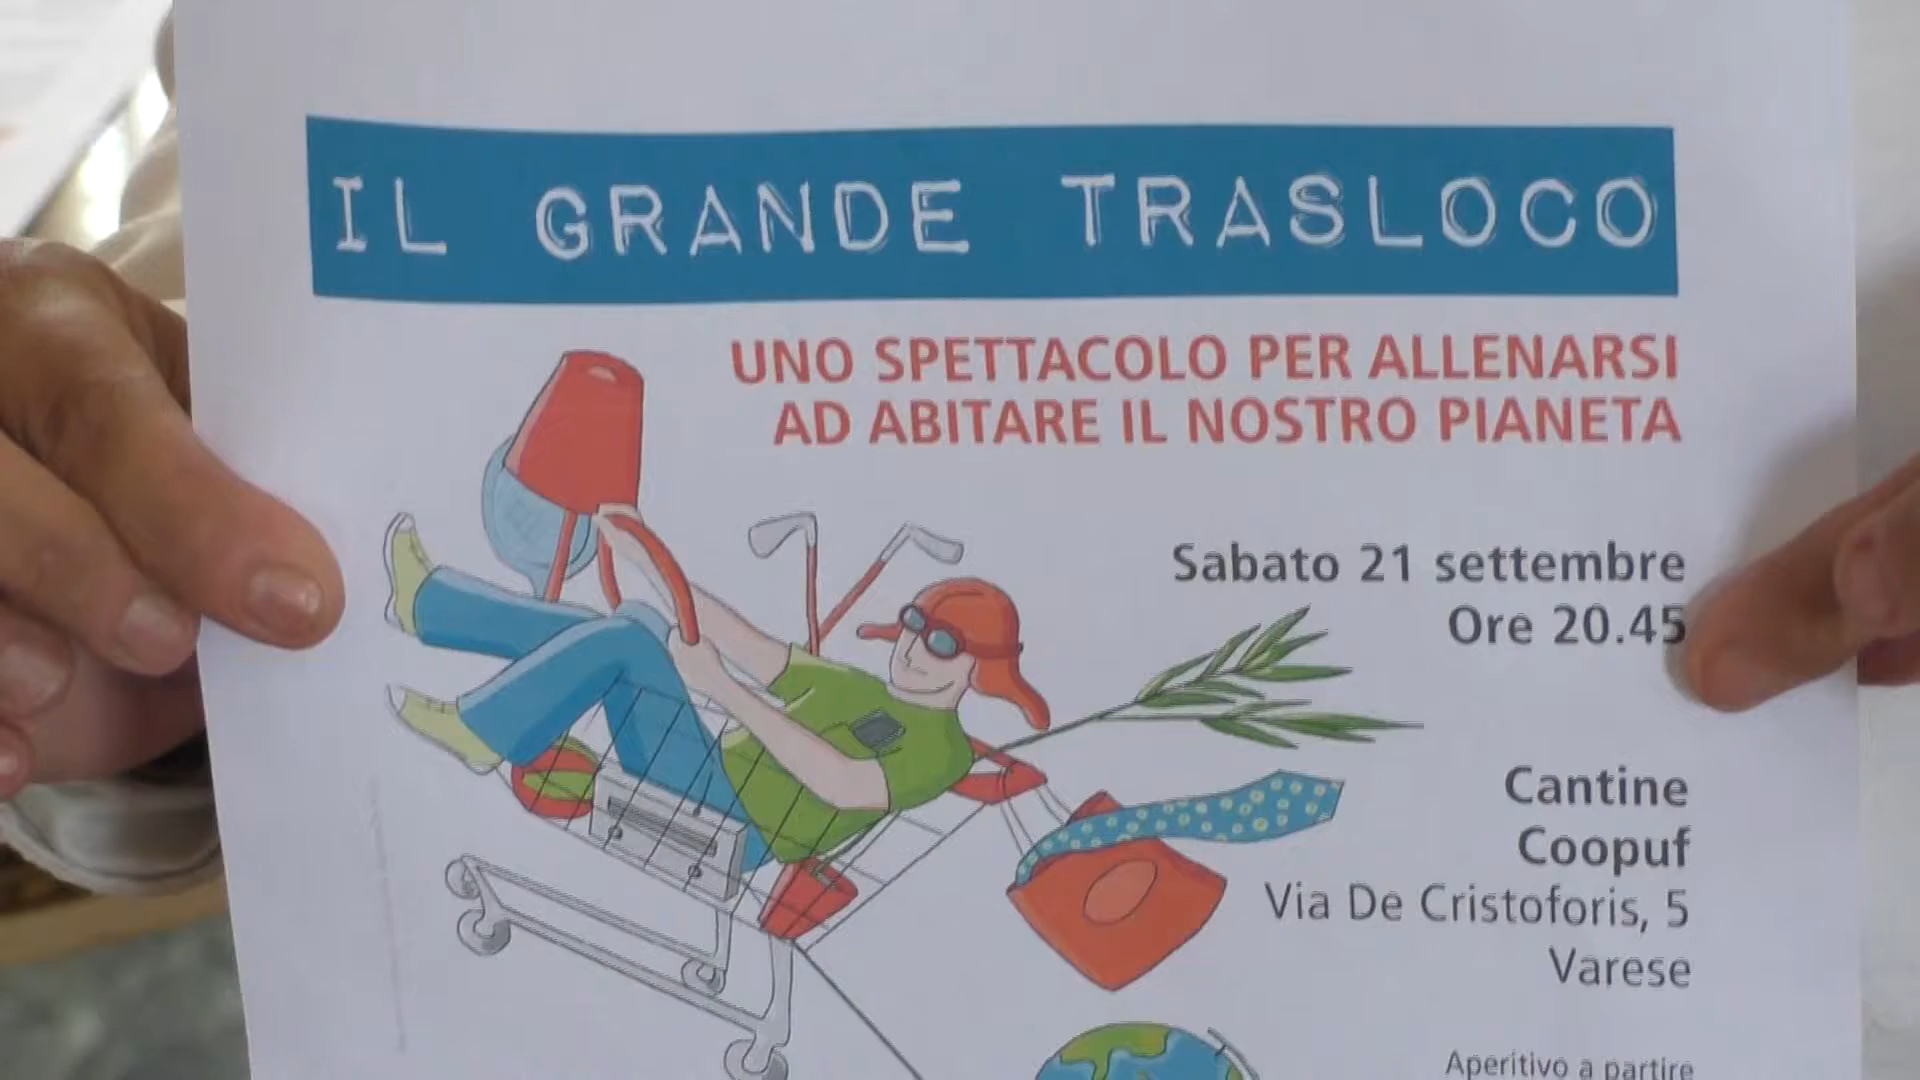 IL GRANDE TRASLOCO
UNO SPETTACOLO PER ALLENARSI
AD ABITARE IL NOSTRO PIANETA
Sabato 21 settembre
Ore 20.45
Cantine
Coopuf
Via De Cristoforis, 5
Varese
Aperitivo a partire